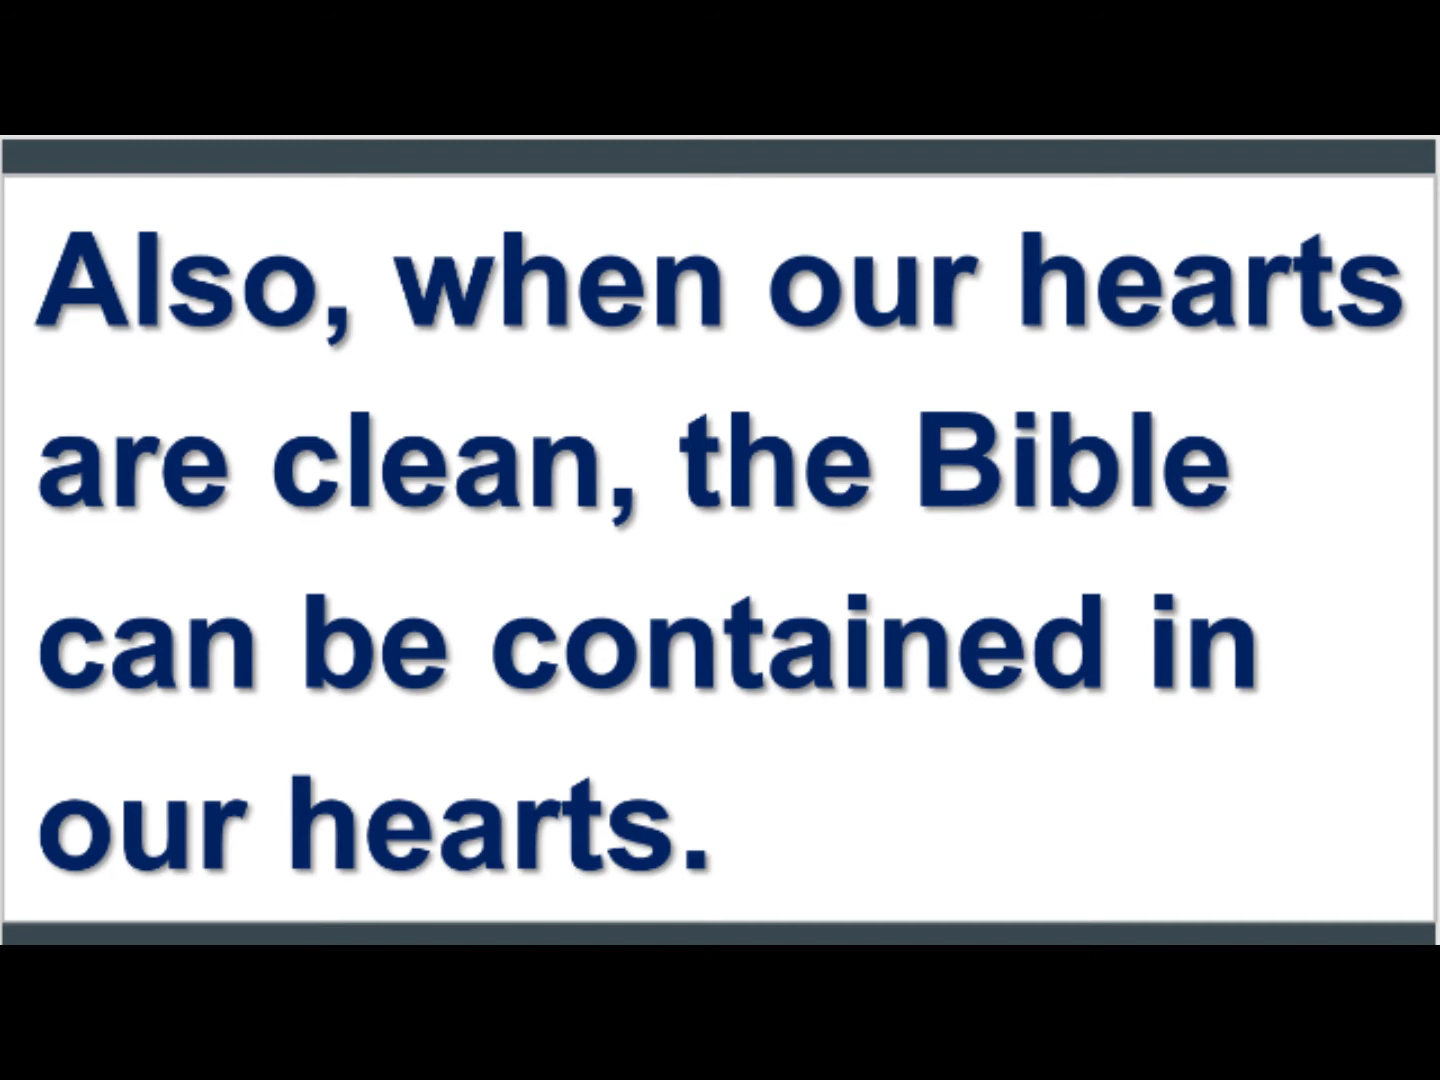 Also, when our hearts
are clean, the Bible
can be contained in
our hearts.